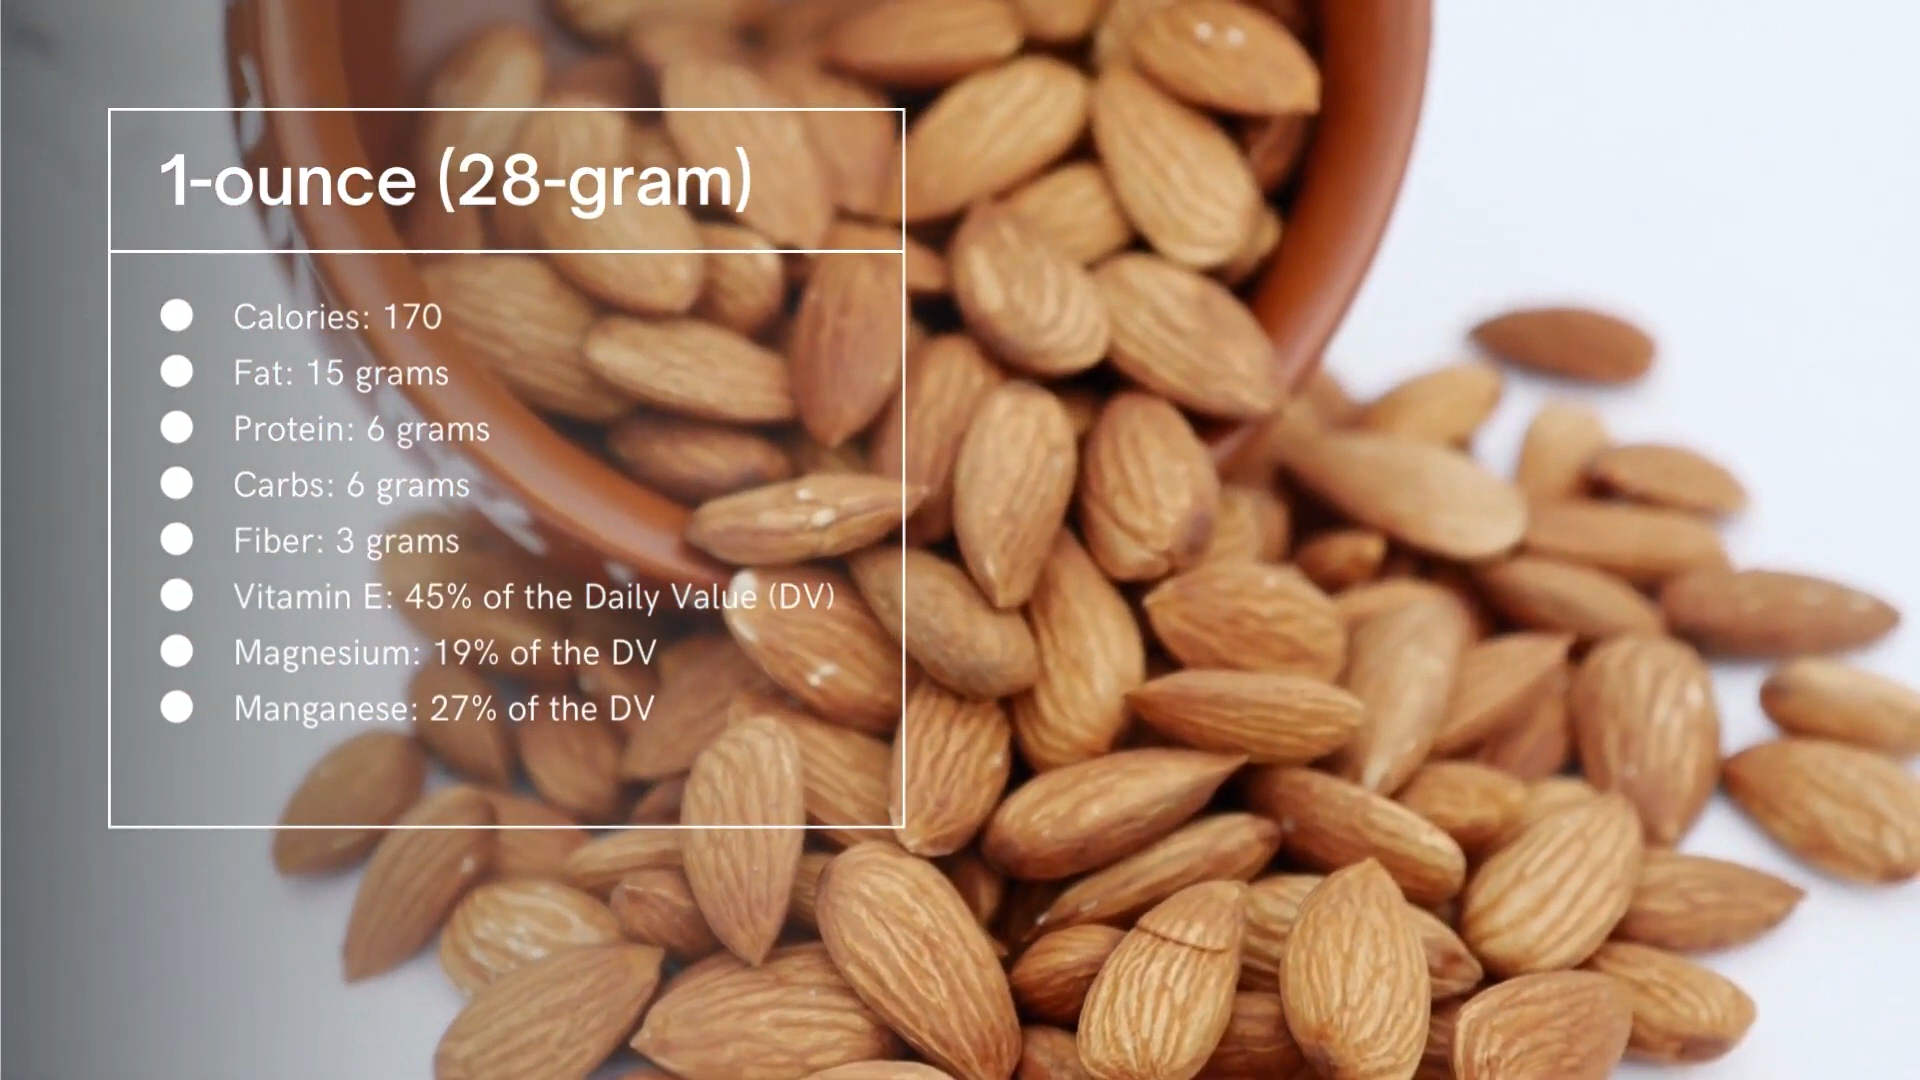 1-ounce (28-gram)
Calories: 170
Fat: 15 grams
Protein: 6 grams
Carbs: 6 grams
Fiber: 3 grams
Vitamin E: 45% of the Daily Value (DV)
Magnesium: 19% of the DV
Manganese: 27% of the DV